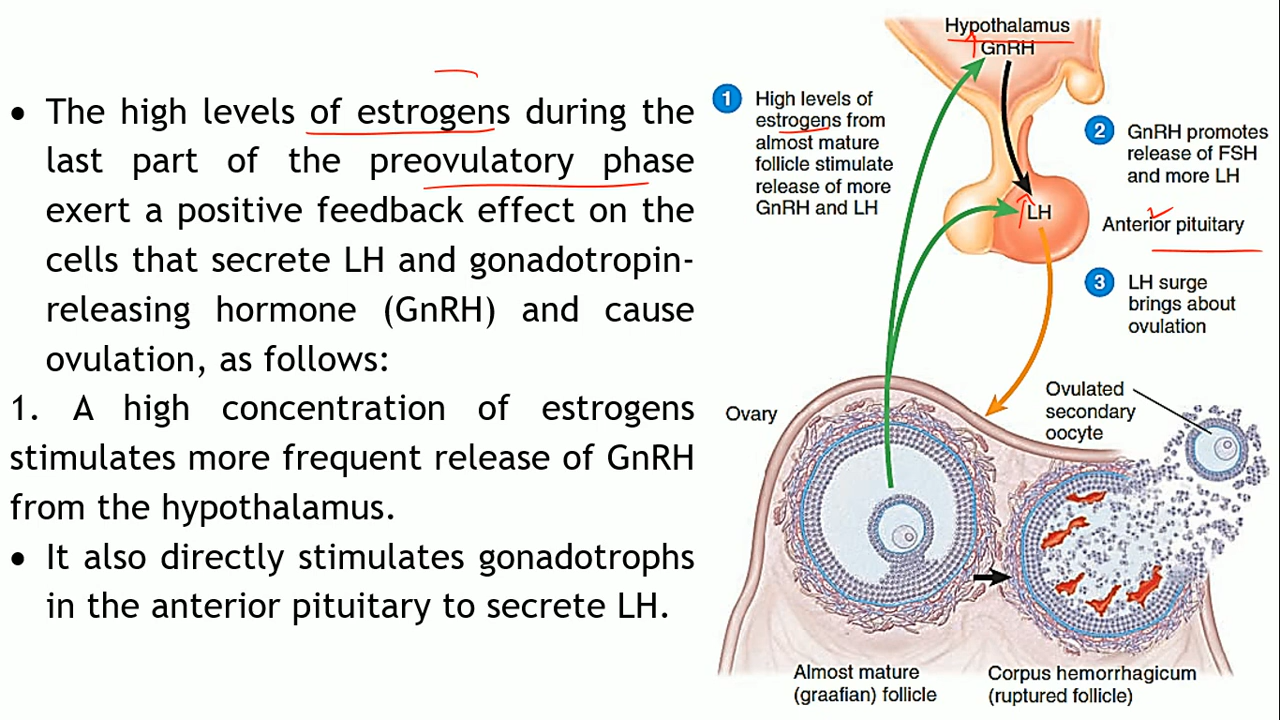 • The high levels of estrogens during the
last part of the preovulatory phase
exert a positive feedback effect on the
cells that secrete LH and gonadotropin-
releasing hormone (GnRH) and cause
ovulation, as follows:
1. A high concentration of estrogens
stimulates more frequent release of GnRH
from the hypothalamus.
• It also directly stimulates gonadotrophs
in the anterior pituitary to secrete LH.
Hypothalamus
GnRH
1 High levels of
estrogens from
almost mature
follicle stimulate
release of more
GnRH and LH
2 GnRH promotes
release of FSH
and more LH
LH
Anterior pituitary
3 LH surge
brings about
ovulation
Ovary
Ovulated
secondary
oocyte
Almost mature
(graafian) follicle
Corpus hemorrhagicum
(ruptured follicle)